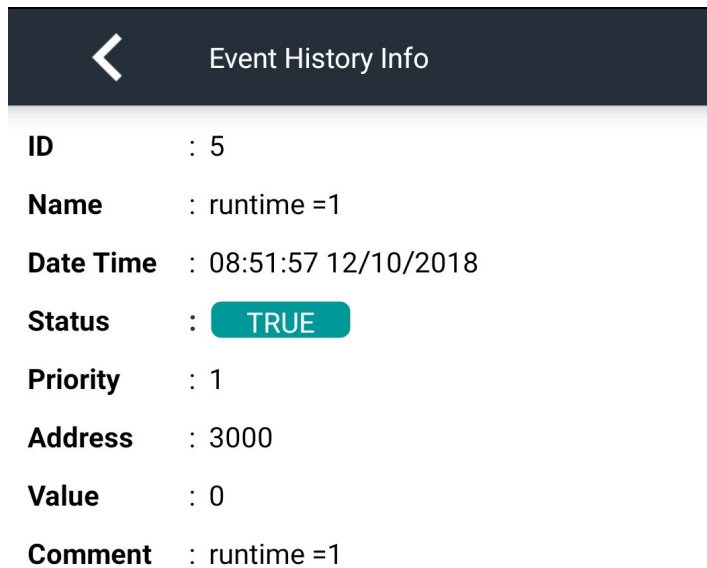 Event History Info
ID : 5
Name : runtime =1
Date Time : 08:51:57 12/10/2018
Status : TRUE
Priority : 1
Address : 3000
Value : 0
Comment : runtime =1